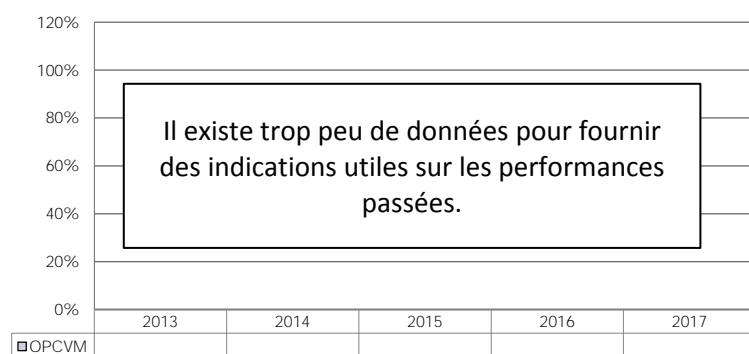 120%
100%
80%
60%
40%
20%
0%
Il existe trop peu de données pour fournir
des indications utiles sur les performances
passées.
2013 2014 2015 2016 2017
OPCVM